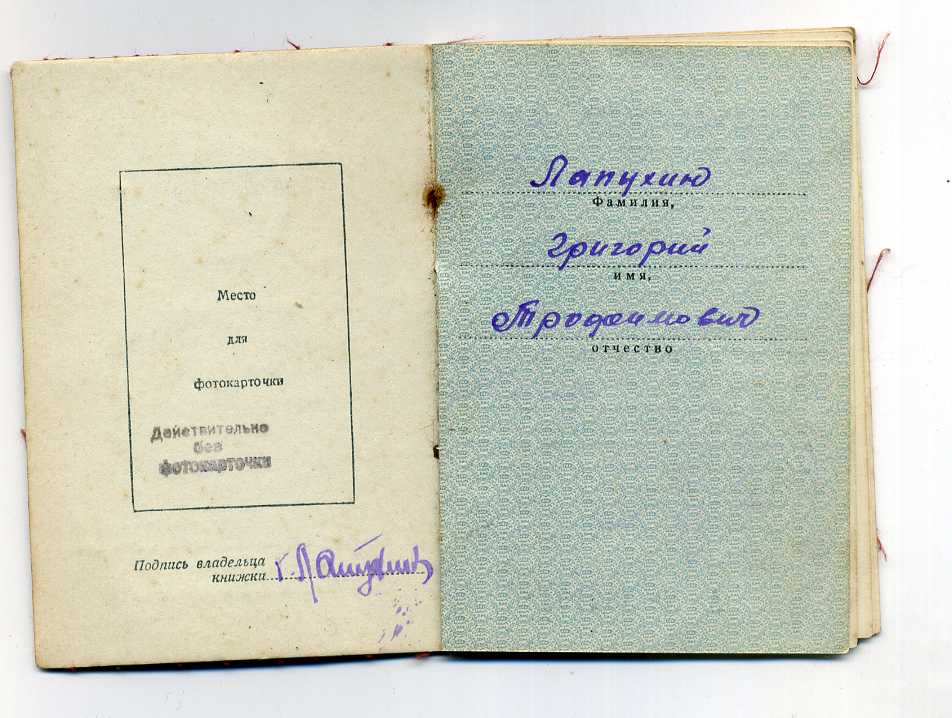 Место
для
фотокарточки
Действительно
без
фотокарточки
Подпись владельца
книжки
Лапухин
Фамилия,
Григорий
имя,
Трофимович
отчество